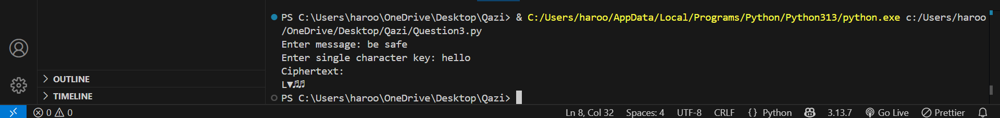 PS C:\Users\haroo\OneDrive\Desktop\Qazi> & C:/Users/haroo/AppData/Local/Programs/Python/Python313/python.exe c:/Users/haroo
/OneDrive/Desktop/Qazi/Question3.py
Enter message: be safe
Enter single character key: hello
Ciphertext:
L▼♫♫
PS C:\Users\haroo\OneDrive\Desktop\Qazi>
OUTLINE
TIMELINE
0 0 Ln 8, Col 32 Spaces: 4 UTF-8 CRLF {} Python 3.13.7 Go Live Prettier